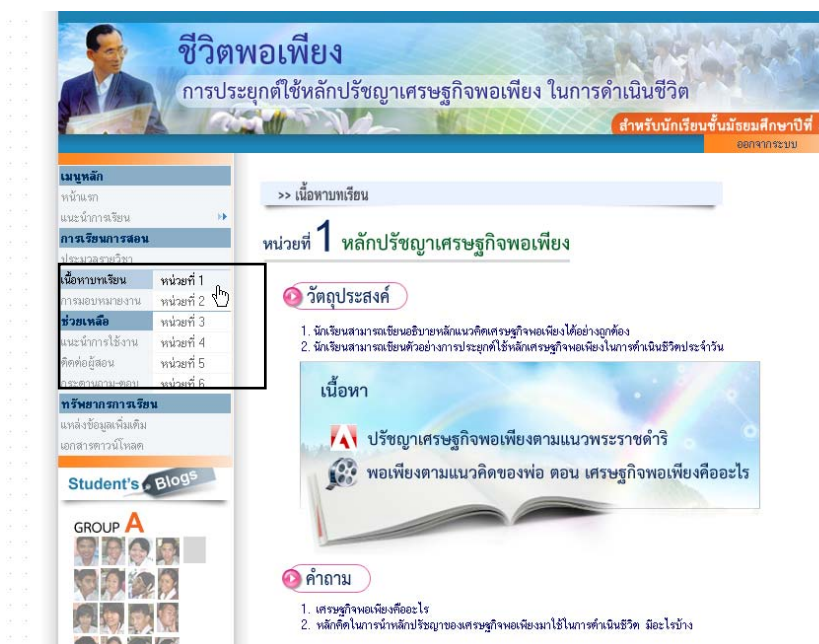 ชีวิตพอเพียง
การประยุกต์ใช้หลักปรัชญาเศรษฐกิจพอเพียง ในการดำเนินชีวิต
สำหรับนักเรียนชั้นมัธยมศึกษาปีที่
ออกจากระบบ
เมนูหลัก
หน้าแรก
แนะนำการเรียน
การเรียนการสอน
ประมวลรายวิชา
เนื้อหาบทเรียน
หน่วยที่ 1
การมอบหมายงาน
หน่วยที่ 2
ช่วยเหลือ
หน่วยที่ 3
แนะนำการใช้งาน
หน่วยที่ 4
ติดต่อผู้สอน
หน่วยที่ 5
กระดานถาม-ตอบ
หน่วยที่ 6
ทรัพยากรการเรียน
แหล่งข้อมูลเพิ่มเติม
เอกสารดาวน์โหลด
Student's Blogs
GROUP A
>> เนื้อหาบทเรียน
หน่วยที่ 1 หลักปรัชญาเศรษฐกิจพอเพียง
วัตถุประสงค์
1. นักเรียนสามารถเขียนอธิบายหลักแนวคิดเศรษฐกิจพอเพียงได้อย่างถูกต้อง
2. นักเรียนสามารถเขียนตัวอย่างการประยุกต์ใช้หลักเศรษฐกิจพอเพียงในการดำเนินชีวิตประจำวัน
เนื้อหา
ปรัชญาเศรษฐกิจพอเพียงตามแนวพระราชดำริ
พอเพียงตามแนวคิดของพ่อ ตอน เศรษฐกิจพอเพียงคืออะไร
คำถาม
1. เศรษฐกิจพอเพียงคืออะไร
2. หลักคิดในการนำหลักปรัชญาของเศรษฐกิจพอเพียงมาใช้ในการดำเนินชีวิต มีอะไรบ้าง